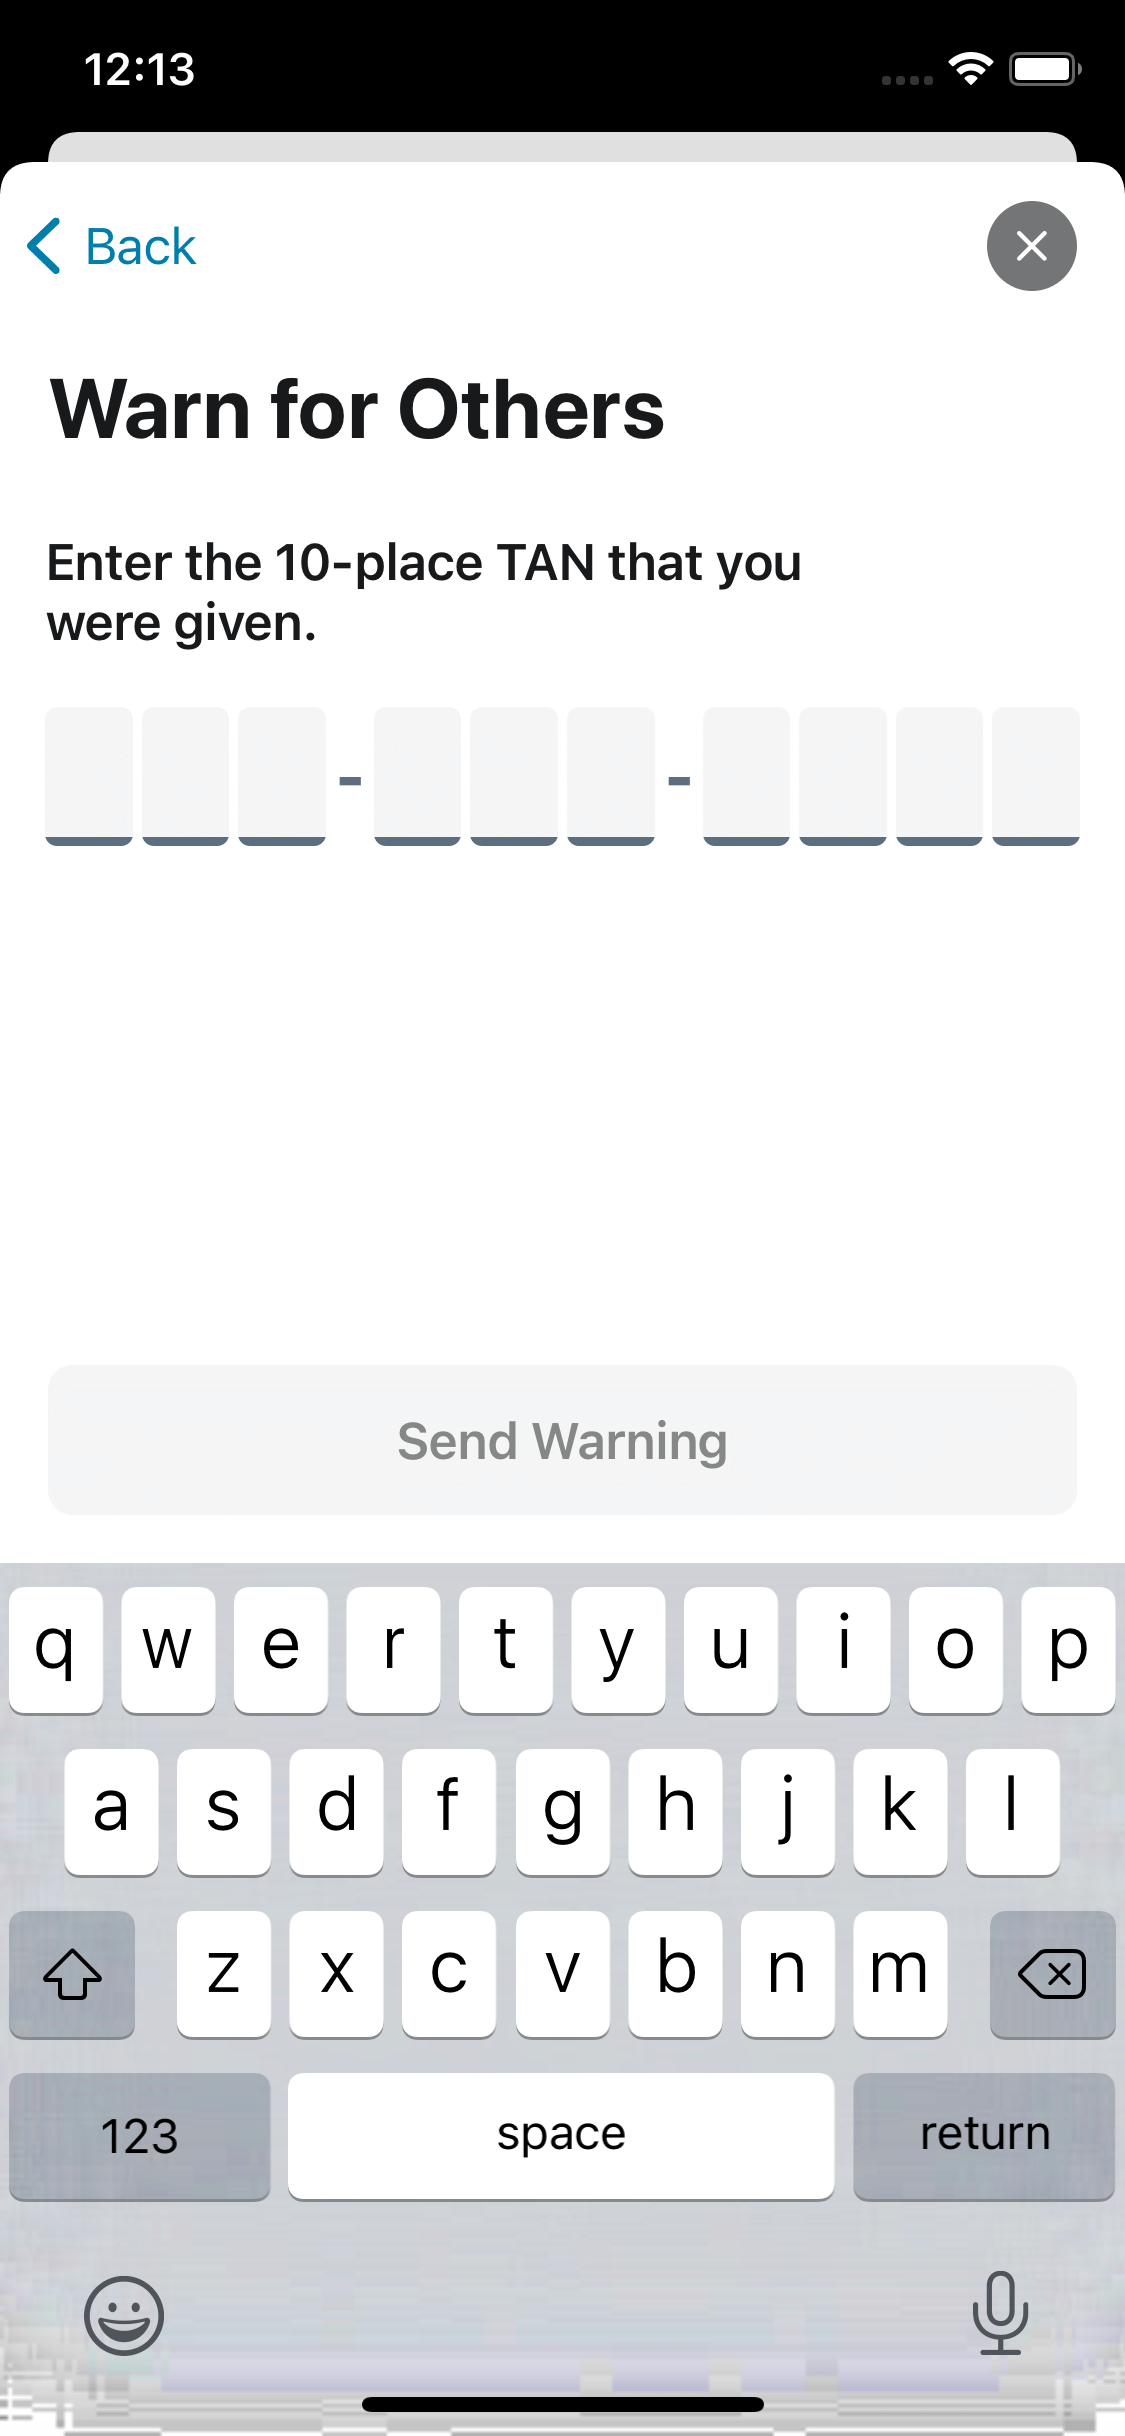 12:13
Back
Warn for Others
Enter the 10-place TAN that you
were given.
- -
Send Warning
q w e r t y u i o p
a s d f g h j k l
z x c v b n m
123 space return